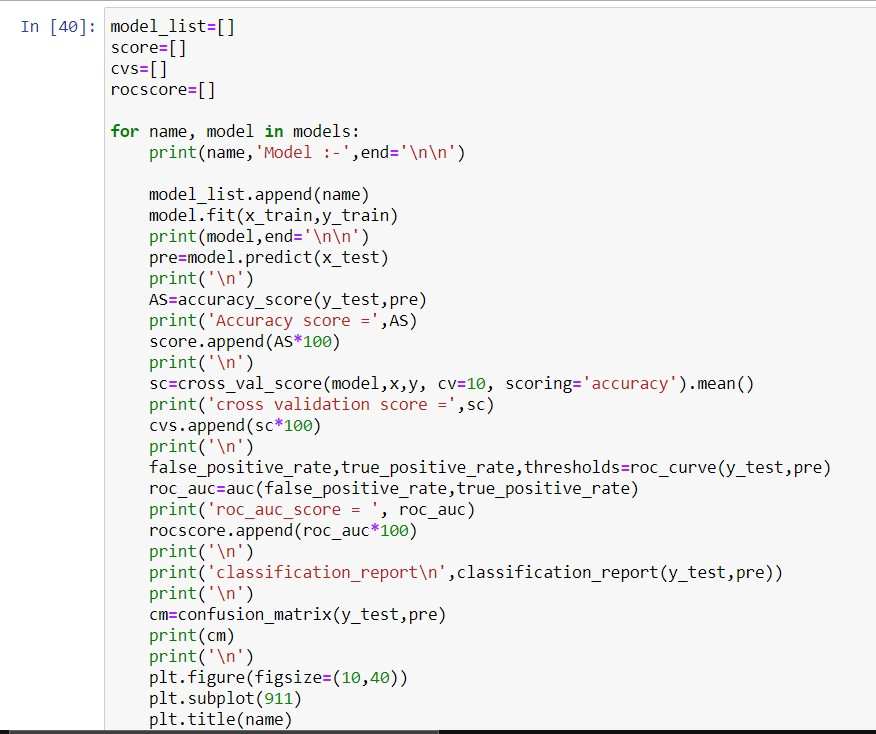 In [40]: model_list=[]
score=[]
cvs=[]
rocscore=[]
for name, model in models:
print(name,'Model :-',end='\n\n')
model_list.append(name)
model.fit(x_train,y_train)
print(model,end='\n\n')
pre=model.predict(x_test)
print('\n')
AS=accuracy_score(y_test,pre)
print('Accuracy score =',AS)
score.append(AS*100)
print('\n')
sc=cross_val_score(model,x,y, cv=10, scoring='accuracy').mean()
print('cross validation score =',sc)
cvs.append(sc*100)
print('\n')
false_positive_rate,true_positive_rate,thresholds=roc_curve(y_test,pre)
roc_auc=auc(false_positive_rate,true_positive_rate)
print('roc_auc_score = ', roc_auc)
rocscore.append(roc_auc*100)
print('\n')
print('classification_report\n',classification_report(y_test,pre))
print('\n')
cm=confusion_matrix(y_test,pre)
print(cm)
print('\n')
plt.figure(figsize=(10,40))
plt.subplot(911)
plt.title(name)